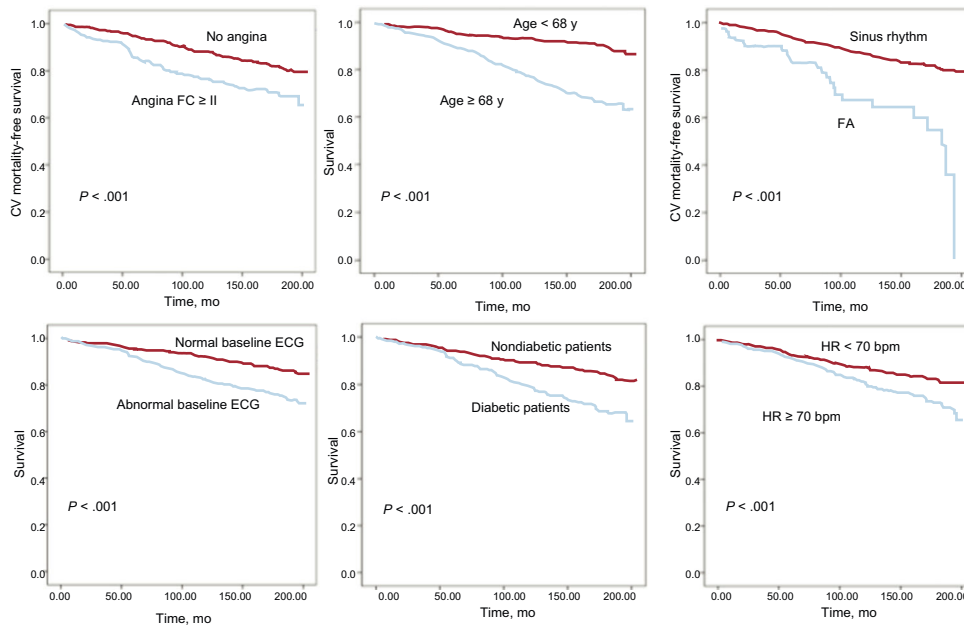 CV mortality-free survival
1.0
0.8
0.6
0.4
0.2
0.0
No angina
Angina FC ≥ II
P < .001
0.00 50.00 100.00 150.00 200.00
Time, mo
Survival
1.0
0.8
0.6
0.4
0.2
0.0
Age < 68 y
Age ≥ 68 y
P < .001
0.00 50.00 100.00 150.00 200.00
Time, mo
CV mortality-free survival
1.0
0.8
0.6
0.4
0.2
0.0
Sinus rhythm
FA
P < .001
0.00 50.00 100.00 150.00 200.00
Time, mo
Survival
1.0
0.8
0.6
0.4
0.2
0.0
Normal baseline ECG
Abnormal baseline ECG
P < .001
0.00 50.00 100.00 150.00 200.00
Time, mo
Survival
1.0
0.8
0.6
0.4
0.2
0.0
Nondiabetic patients
Diabetic patients
P < .001
0.00 50.00 100.00 150.00 200.00
Time, mo
Survival
1.0
0.8
0.6
0.4
0.2
0.0
HR < 70 bpm
HR ≥ 70 bpm
P < .001
0.00 50.00 100.00 150.00 200.00
Time, mo